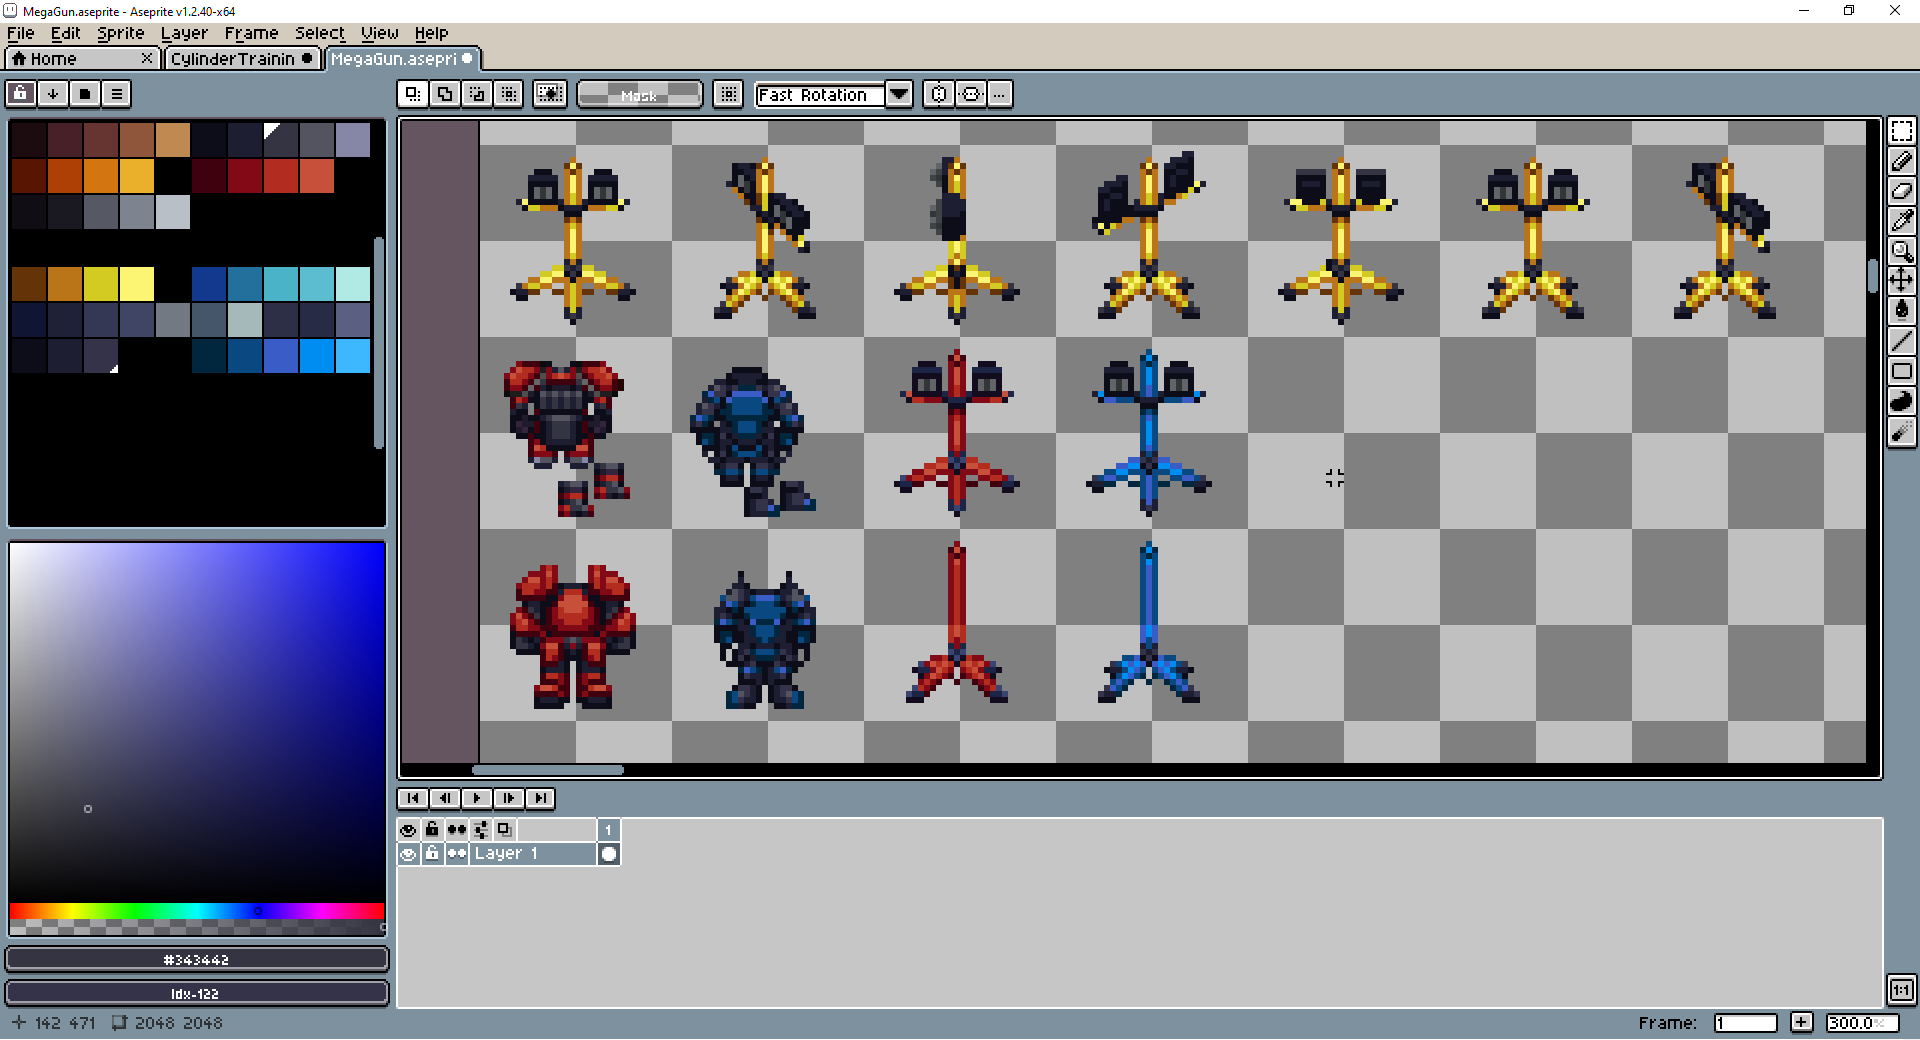 MegaGun.aseprite - Aseprite v1.2.40-x64
File Edit Sprite Layer Frame Select View Help
Home CylinderTrainin MegaGun.asepri
Mask Fast Rotation ...
1
Layer 1
#343442
Idx-122
142 471 2048 2048 Frame: 1 + 300.0%
1:1